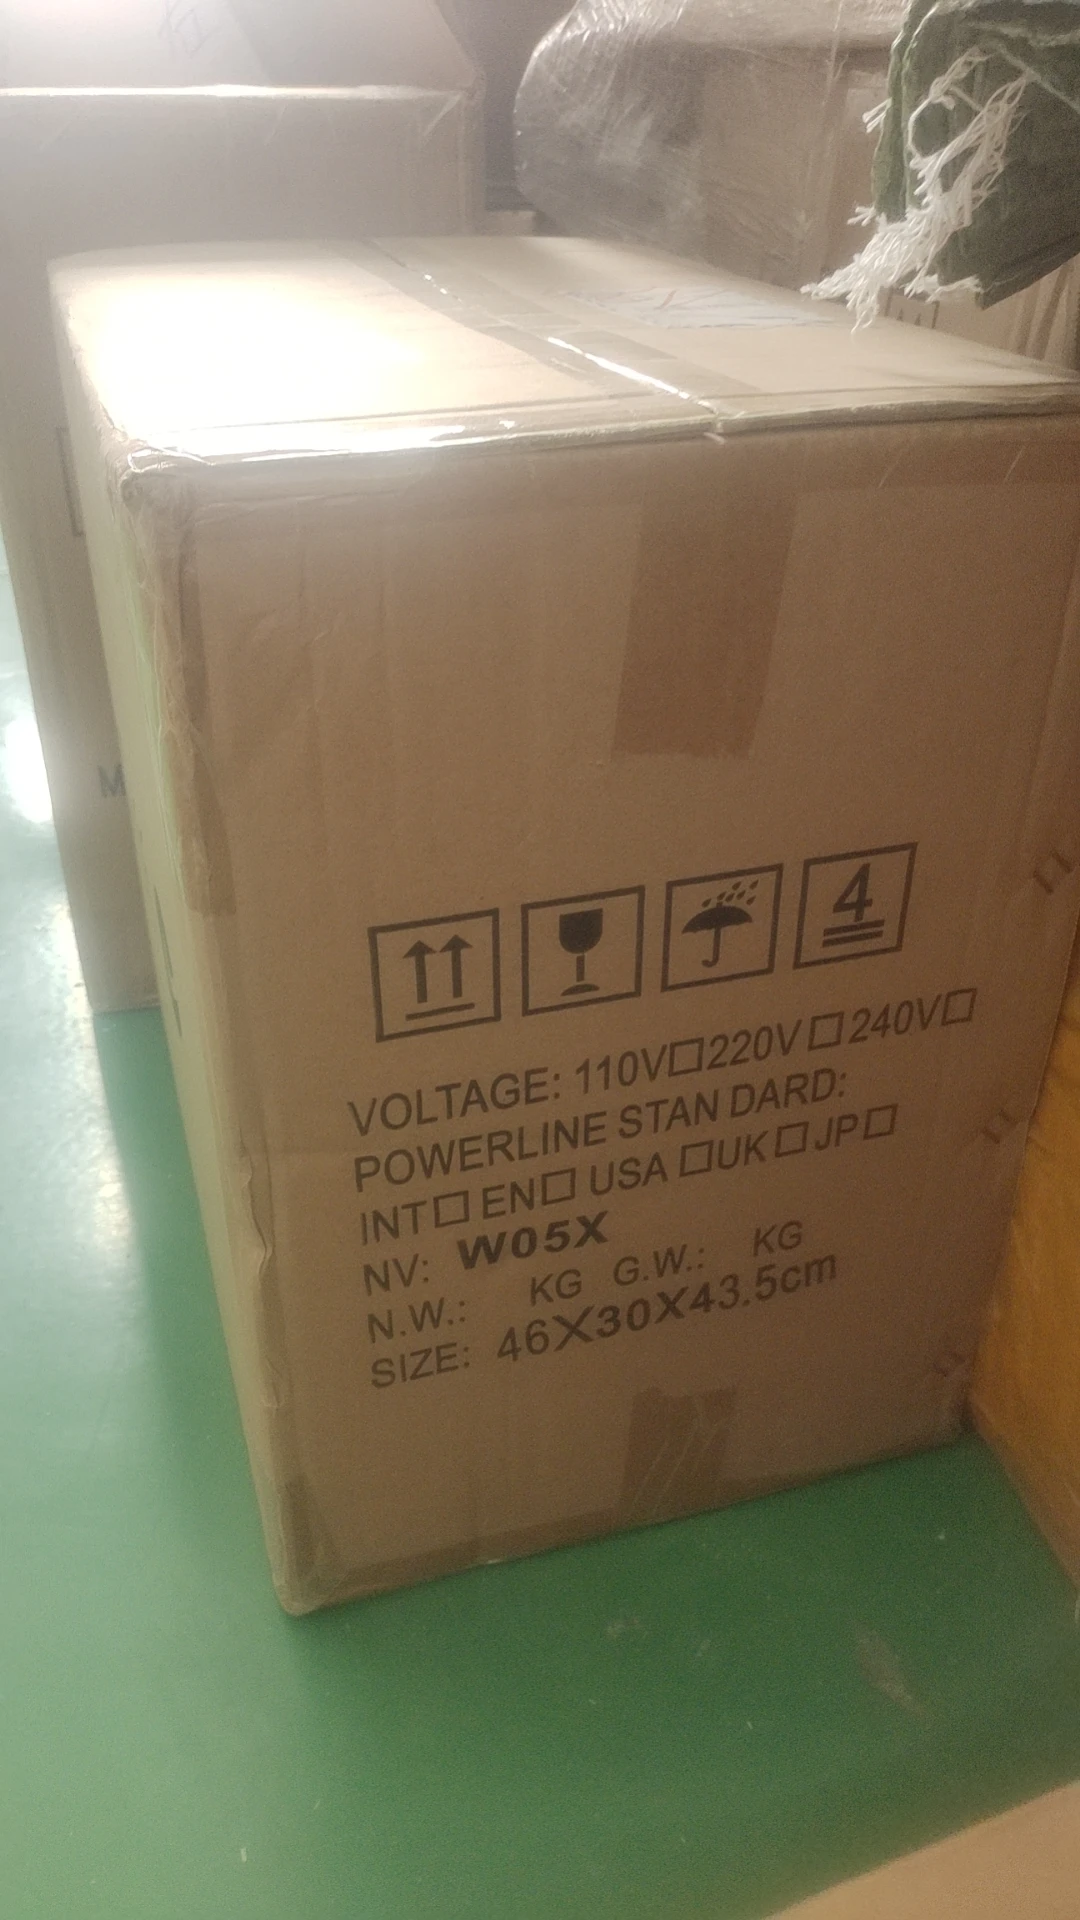 4
VOLTAGE: 110V□220V□240V□
POWERLINE STAN DARD:
INT□ EN□ USA □UK□JP□
NV: W05X
N.W.: KG G.W.: KG
SIZE: 46X30X43.5cm
M